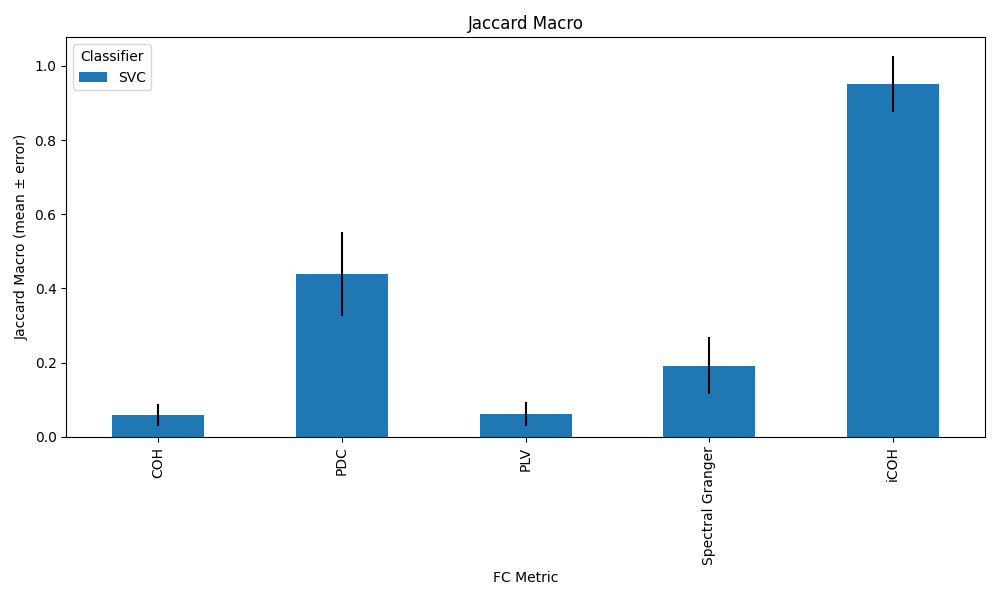 Jaccard Macro
Classifier
SVC
Jaccard Macro (mean ± error)
1.0
0.8
0.6
0.4
0.2
0.0
COH
PDC
PLV
Spectral Granger
iCOH
FC Metric